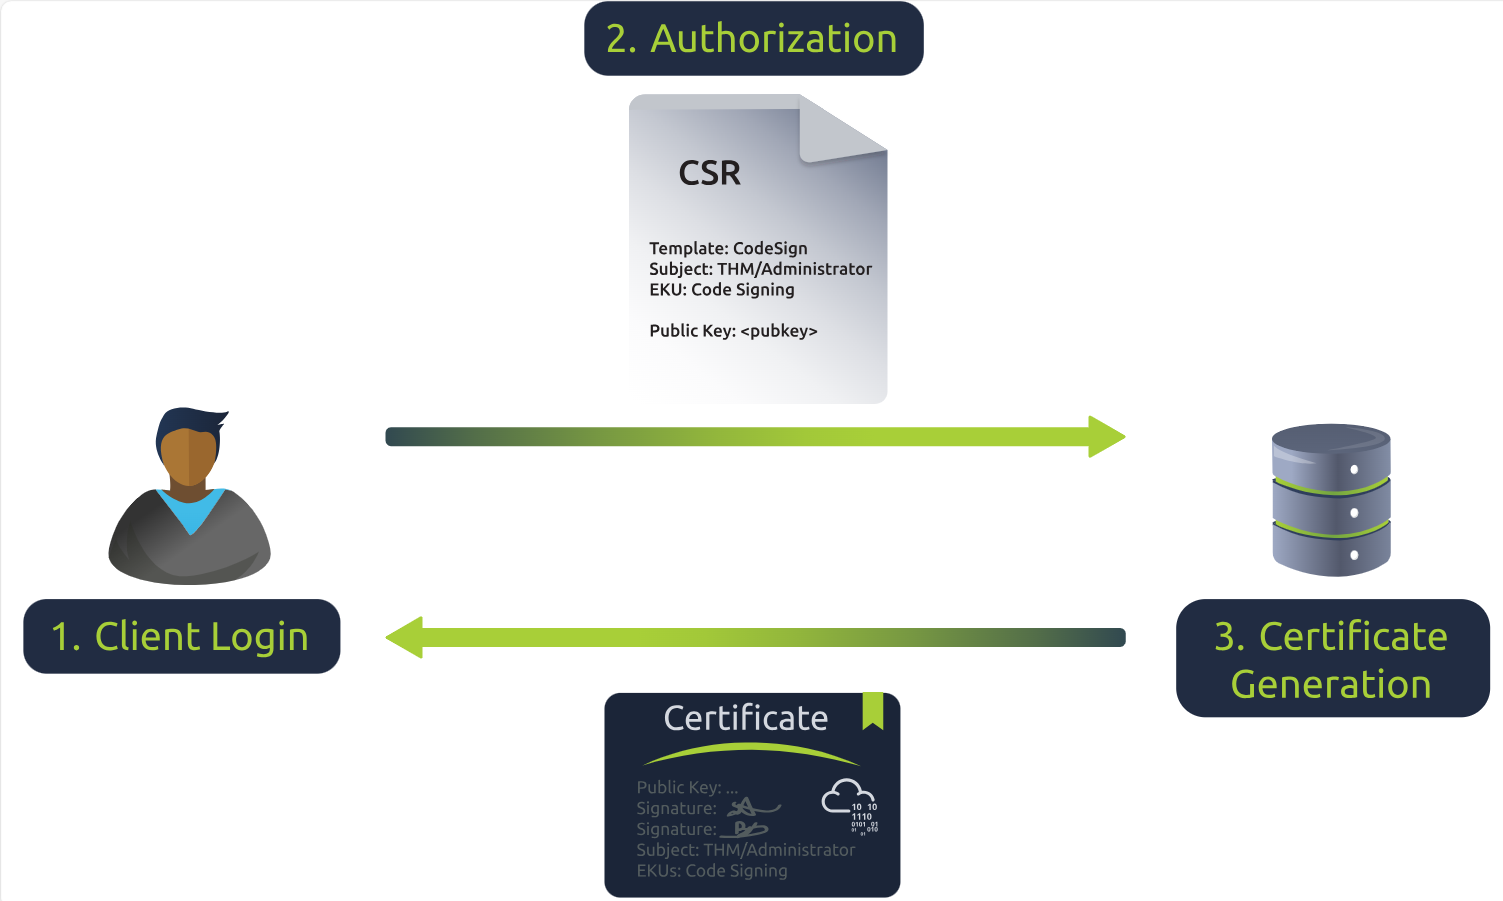 2. Authorization
CSR
Template: CodeSign
Subject: THM/Administrator
EKU: Code Signing
Public Key: <pubkey>
1. Client Login
3. Certificate
Generation
Certificate
Public Key: ...
Signature:
Signature:
Subject: THM/Administrator
EKUs: Code Signing
10 10
1110
0101 01
01 010
01